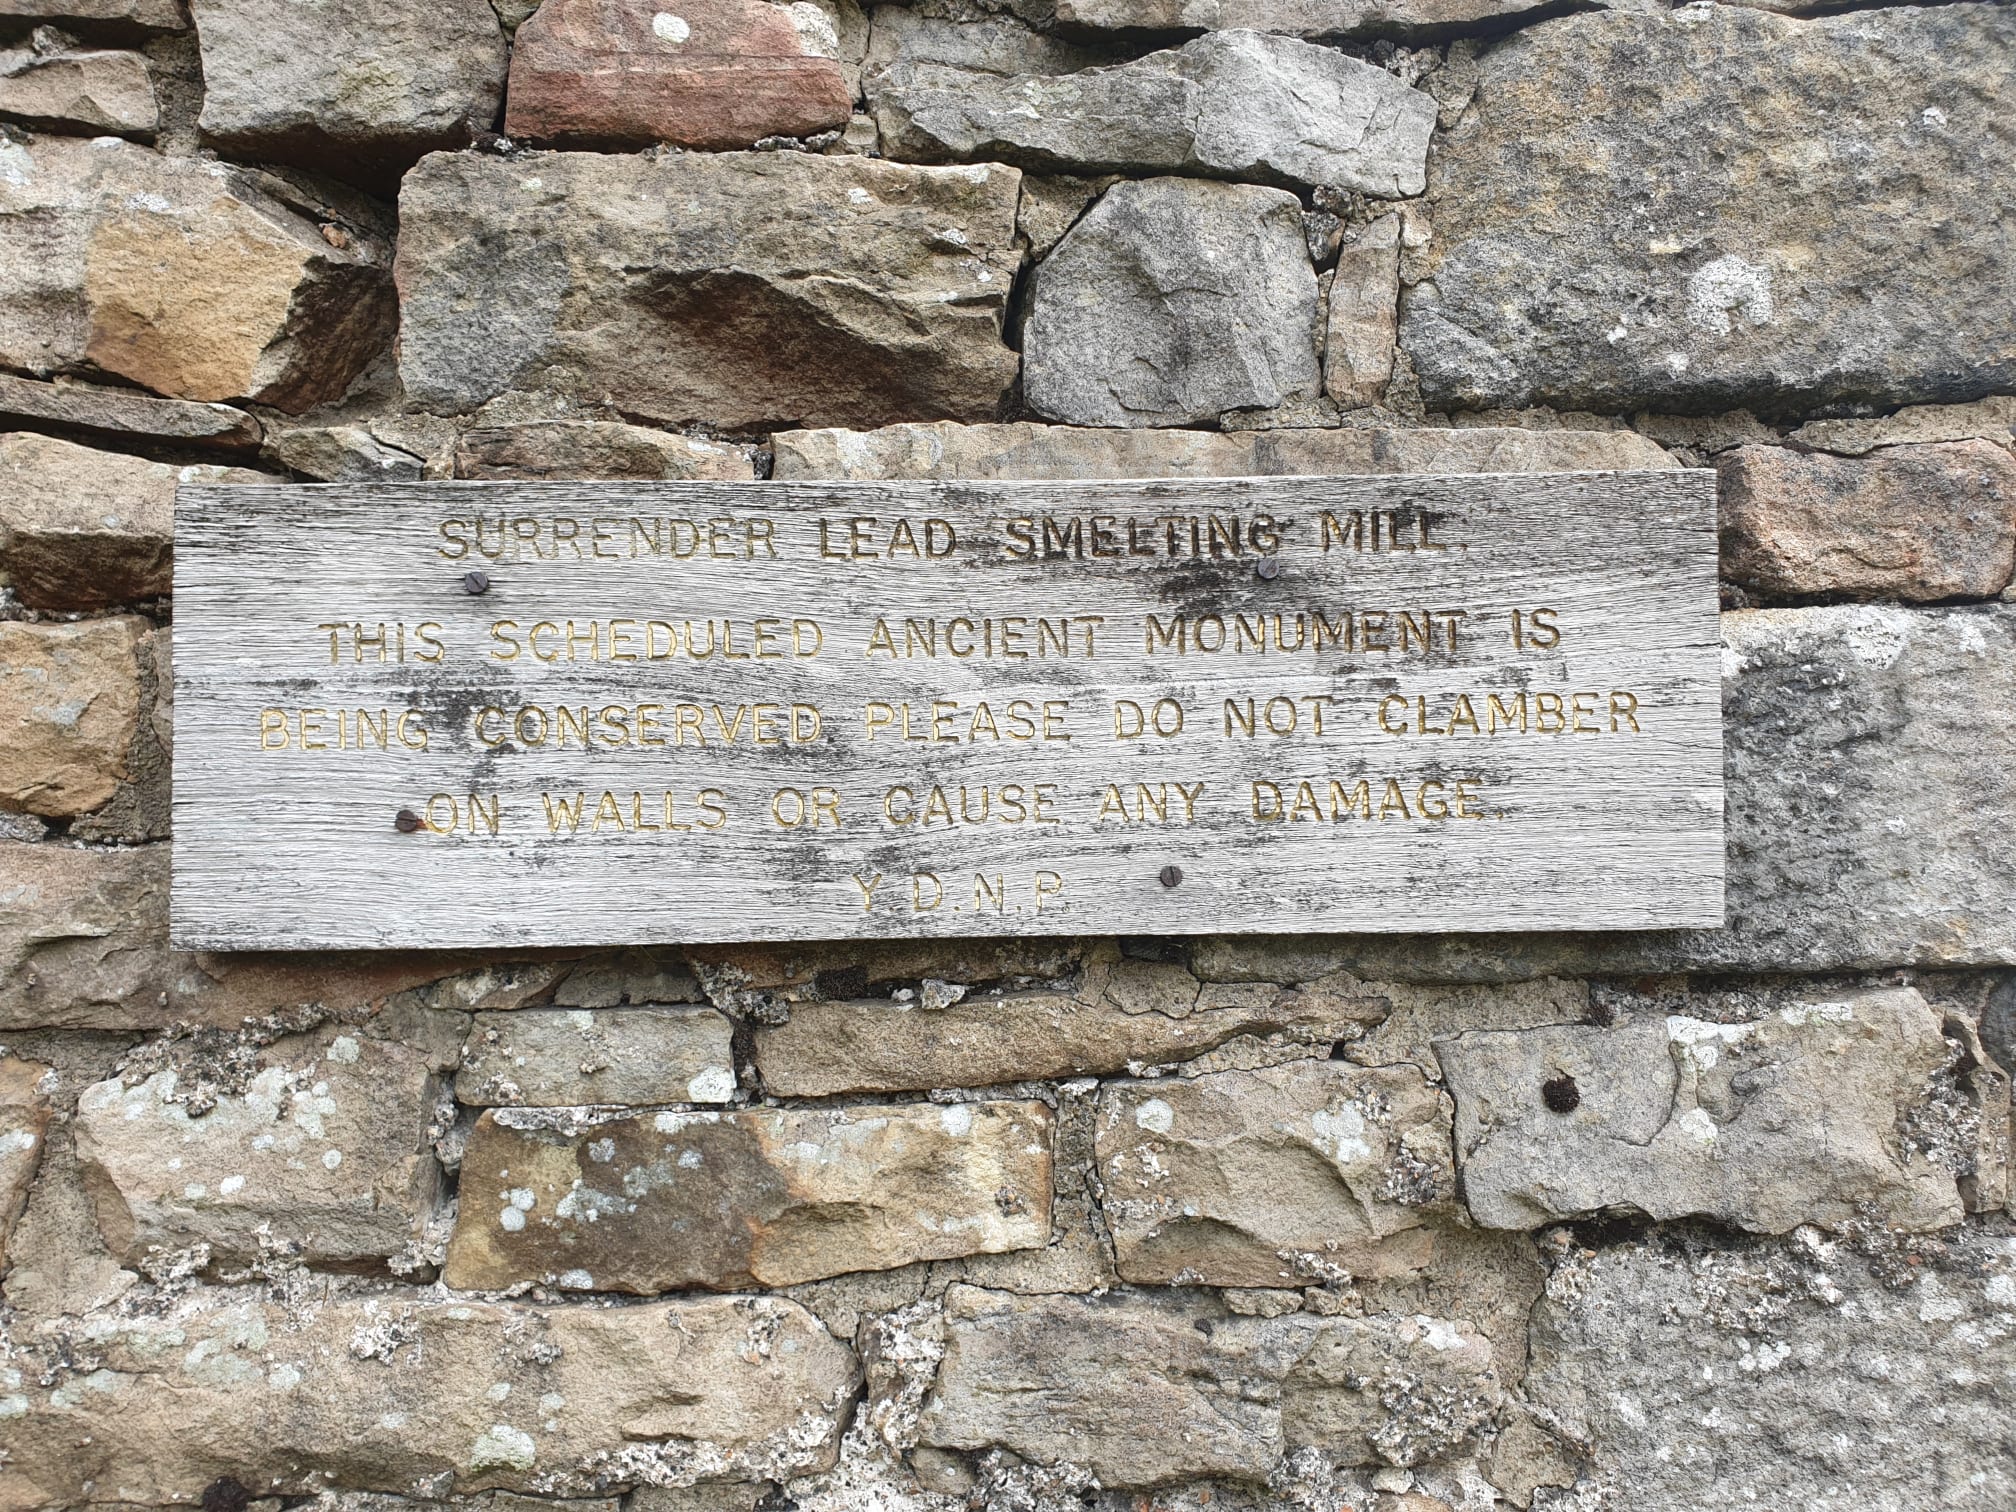 SURRENDER LEAD SMELTING MILL.
THIS SCHEDULED ANCIENT MONUMENT IS
BEING CONSERVED PLEASE DO NOT CLAMBER
ON WALLS OR CAUSE ANY DAMAGE.
Y.D.N.P.